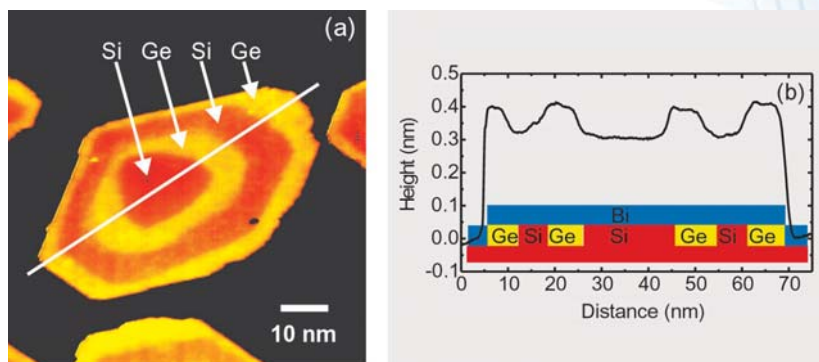 (a)
Si Ge Si Ge
10 nm
(b)
Height (nm)
0.5
0.4
0.3
0.2
0.1
0.0
-0.1
Bi
Ge Si Ge Si Ge Si Ge
0 10 20 30 40 50 60 70
Distance (nm)